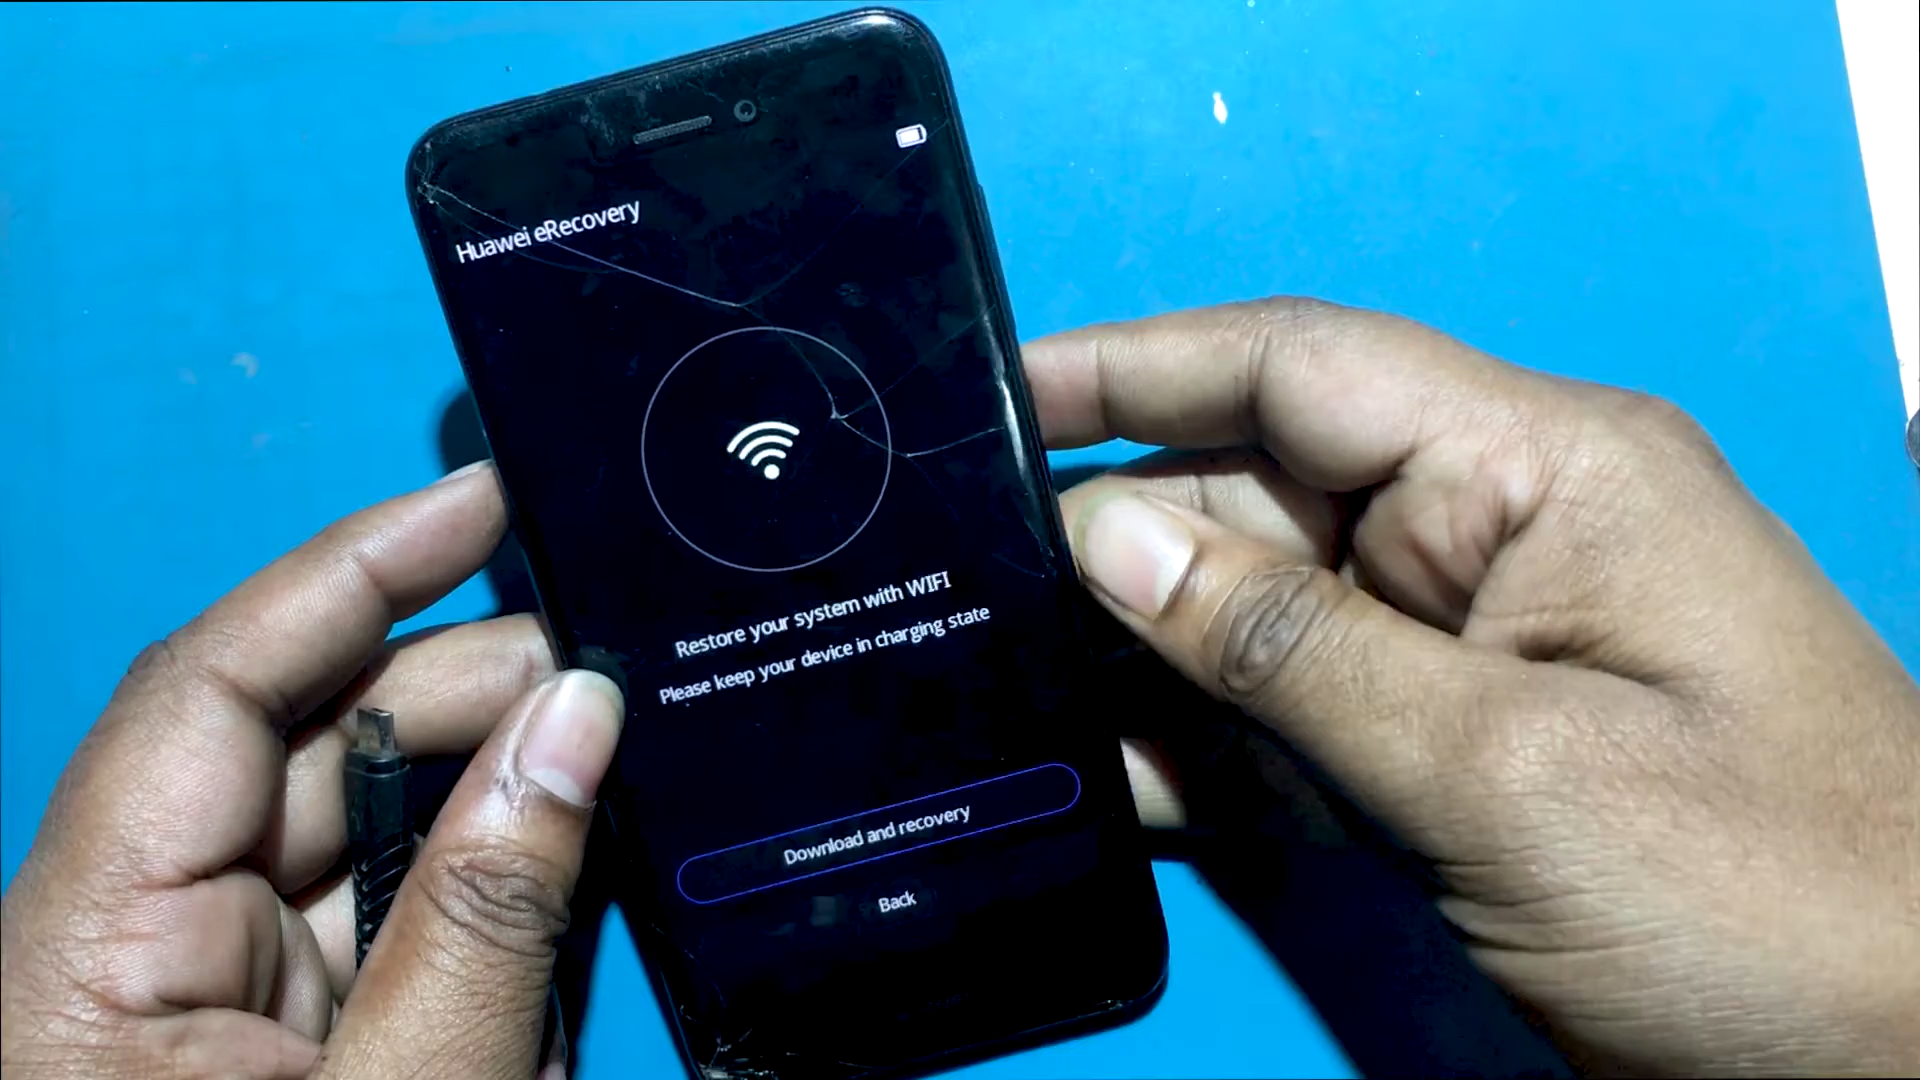 Huawei eRecovery
Restore your system with WIFI
Please keep your device in charging state
Download and recovery
Back